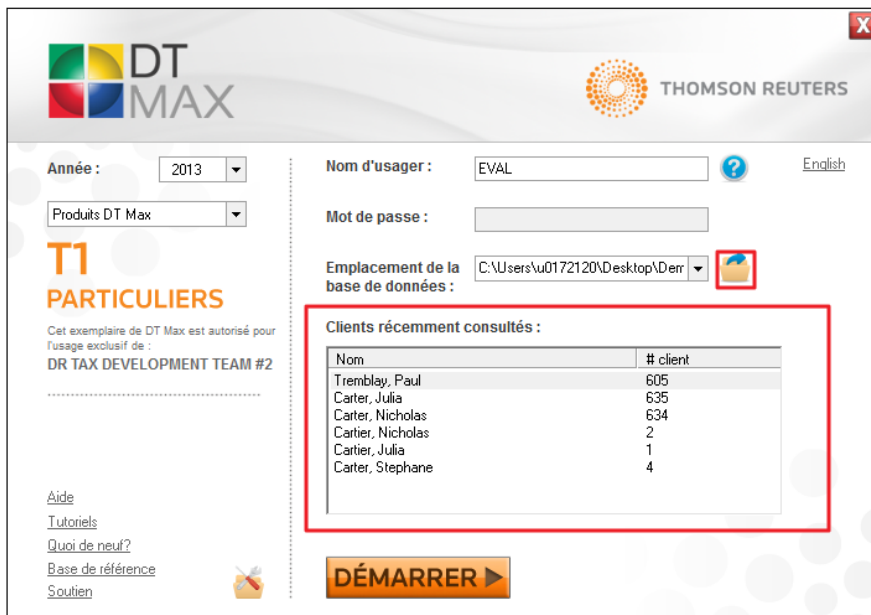 X
DT
MAX
THOMSON REUTERS
Année :
2013
Produits DT Max
T1
PARTICULIERS
Cet exemplaire de DT Max est autorisé pour
l'usage exclusif de :
DR TAX DEVELOPMENT TEAM #2
Nom d'usager :
EVAL
?
English
Mot de passe :
Emplacement de la
base de données :
C:\Users\u0172120\Desktop\Derr
Clients récemment consultés :
Nom # client
Tremblay, Paul 605
Carter, Julia 635
Carter, Nicholas 634
Cartier, Nicholas 2
Cartier, Julia 1
Carter, Stephane 4
Aide
Tutoriels
Quoi de neuf?
Base de référence
Soutien
DÉMARRER